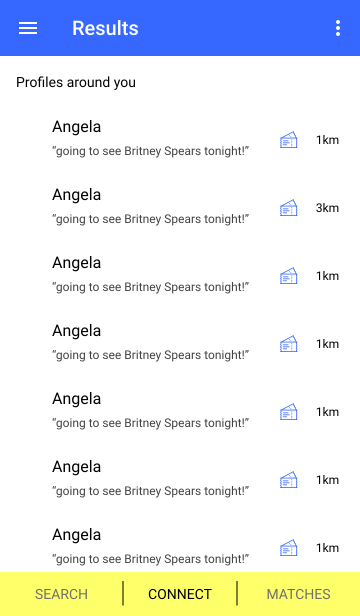 Results
Profiles around you
Angela
“going to see Britney Spears tonight!”
1km
Angela
“going to see Britney Spears tonight!”
3km
Angela
“going to see Britney Spears tonight!”
1km
Angela
“going to see Britney Spears tonight!”
1km
Angela
“going to see Britney Spears tonight!”
1km
Angela
“going to see Britney Spears tonight!”
1km
Angela
“going to see Britney Spears tonight!”
1km
SEARCH CONNECT MATCHES